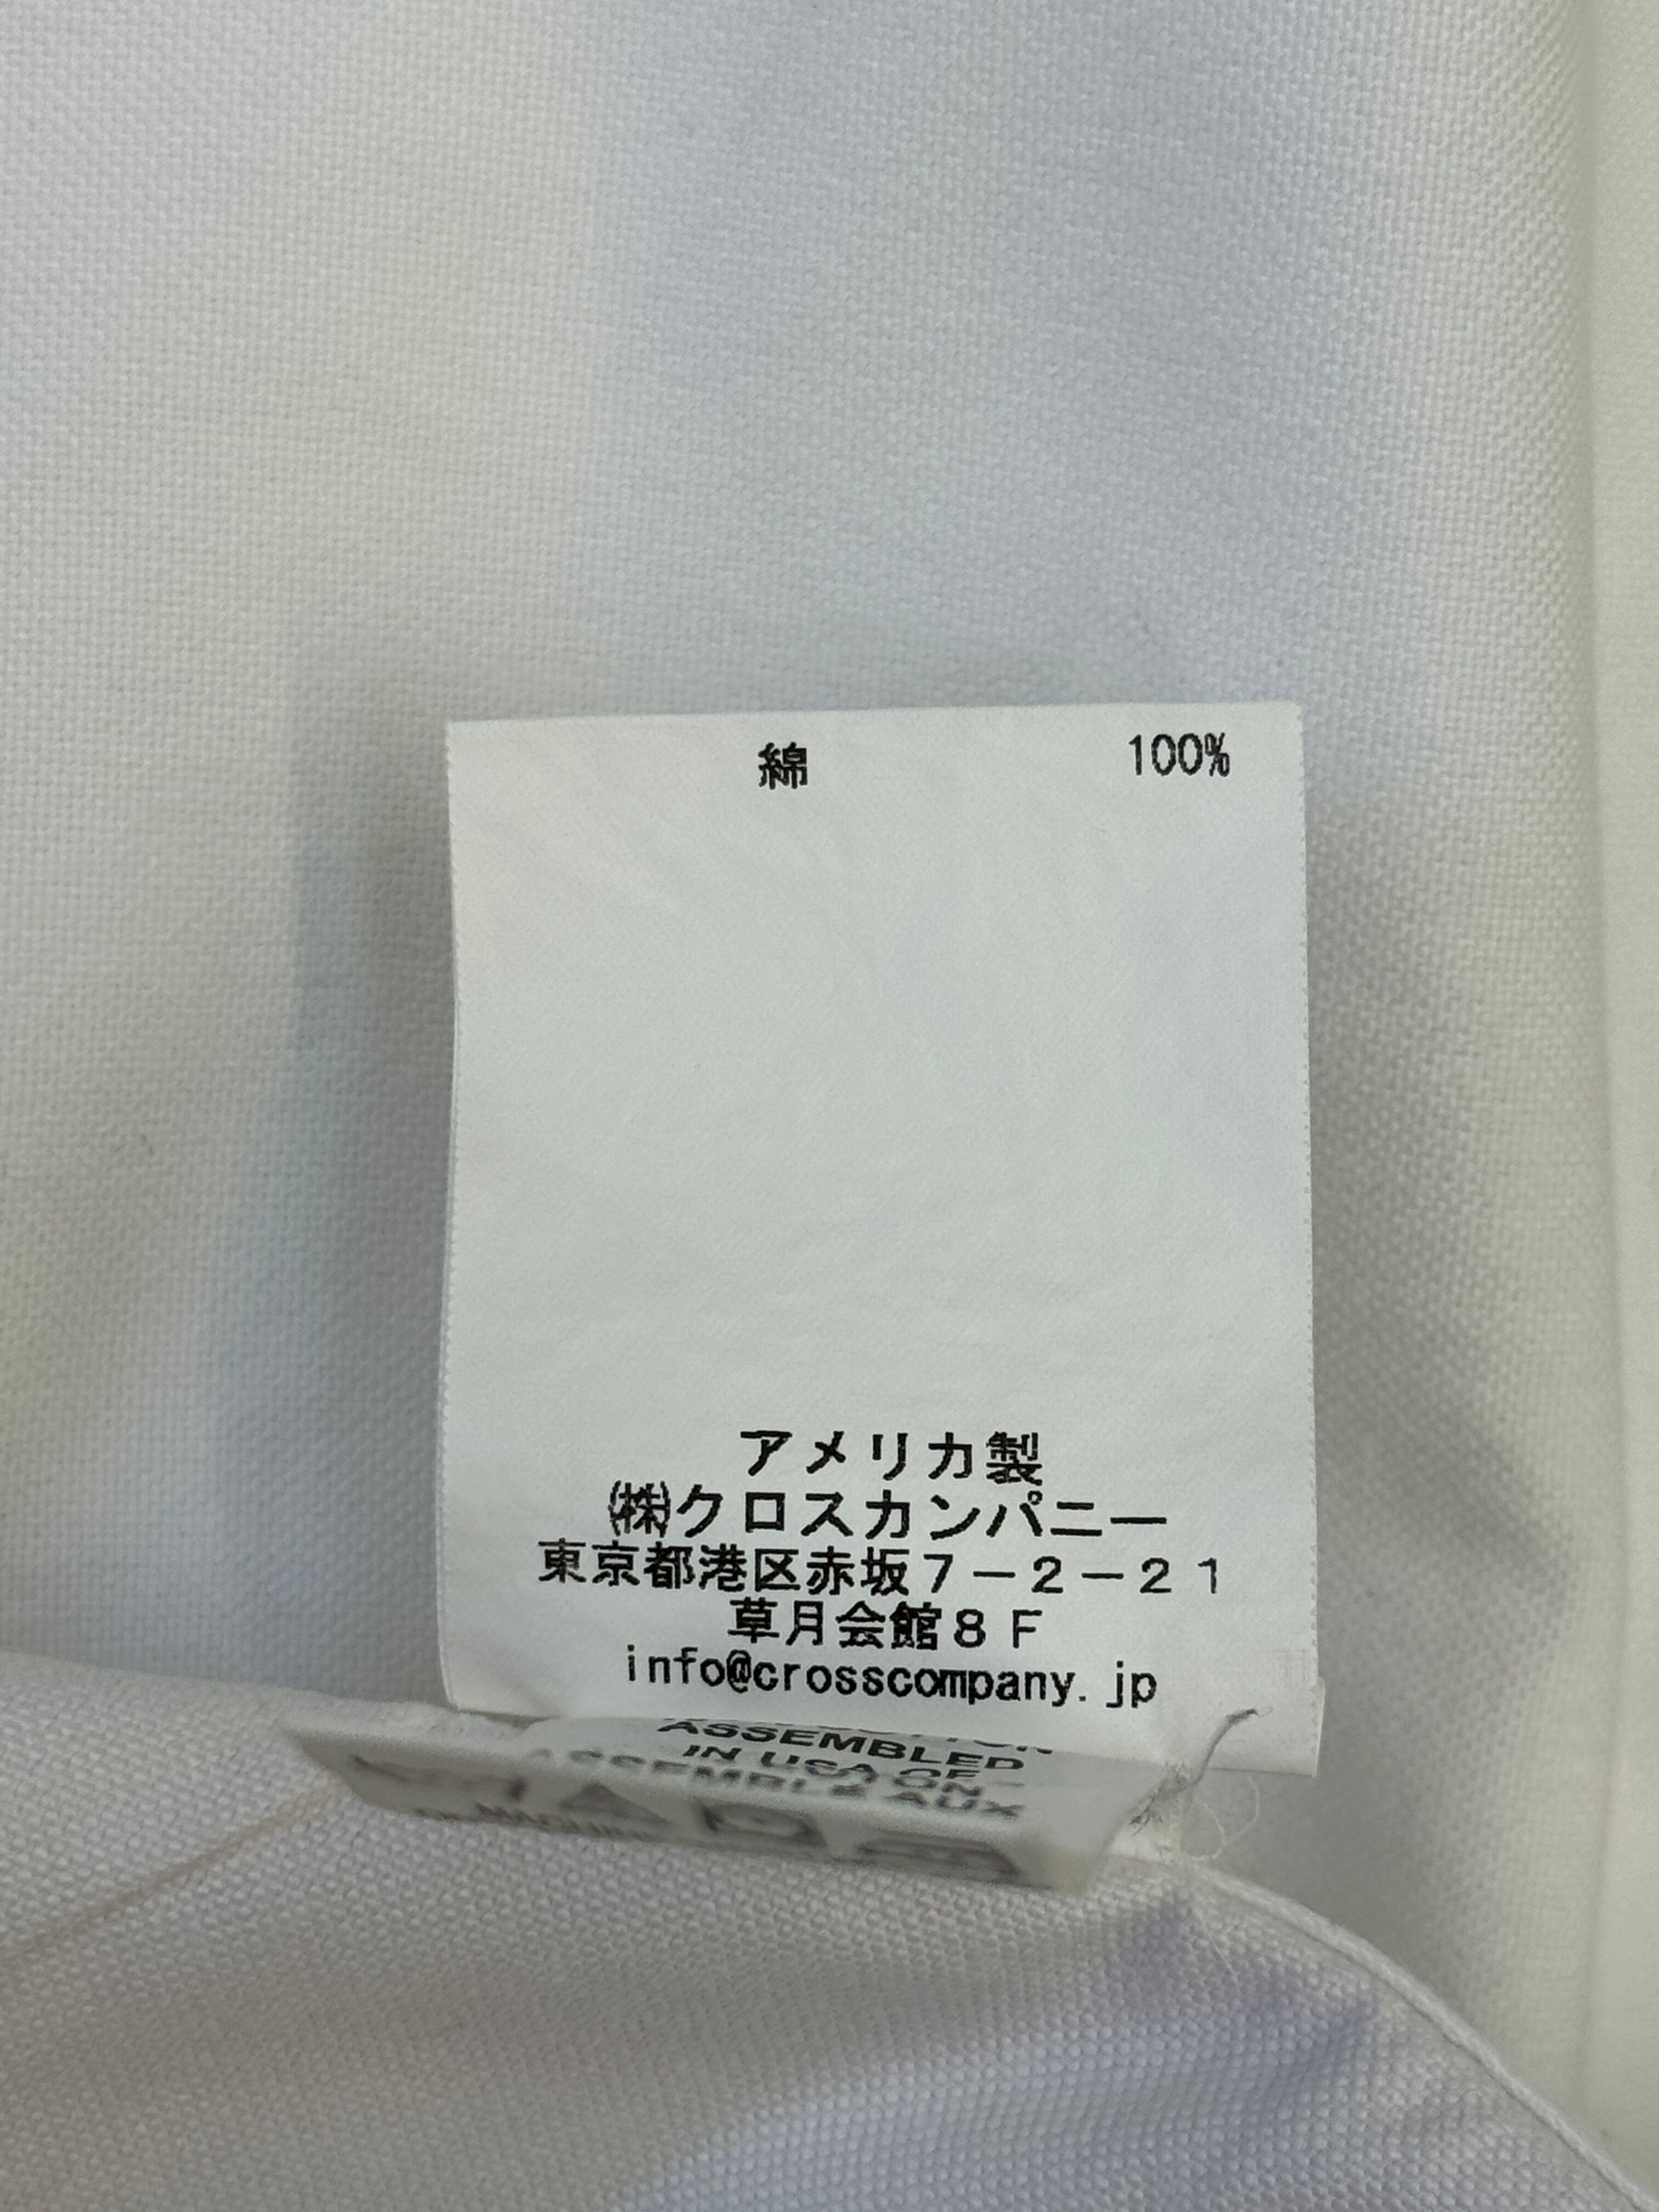 綿 100%
アメリカ製
㈱クロスカンパニー
東京都港区赤坂7-2-21
草月会館8F
info@crosscompany.jp
ASSEMBLED
IN USA OF